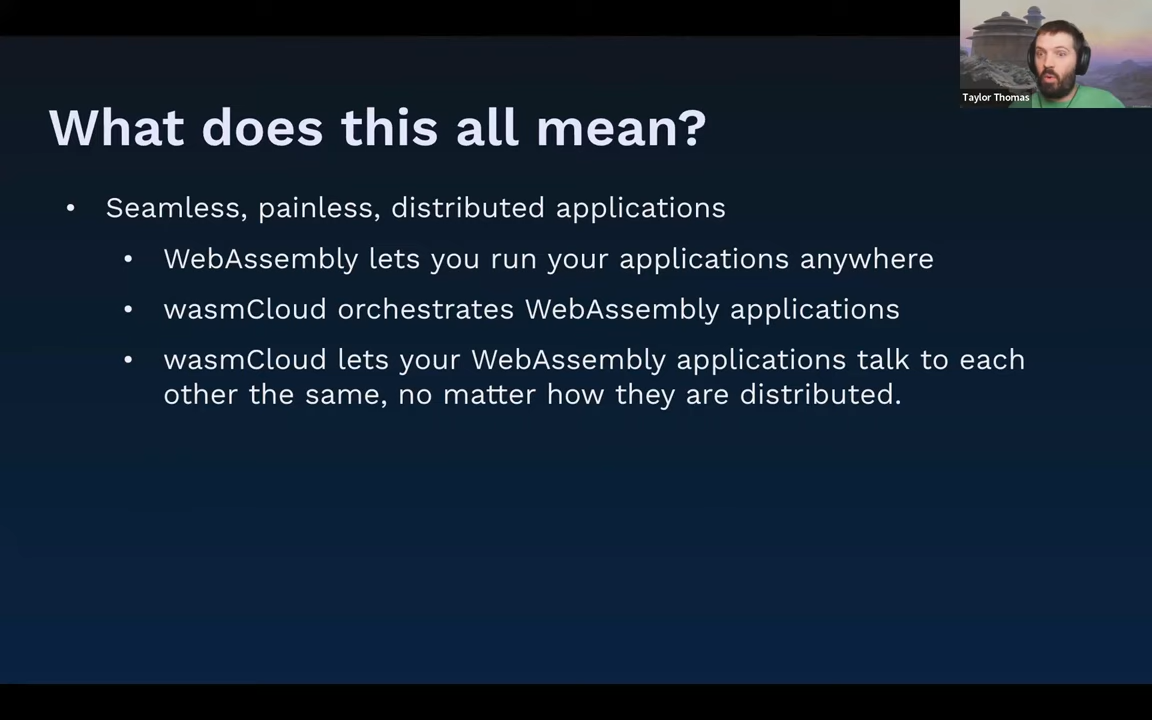 Taylor Thomas
What does this all mean?
• Seamless, painless, distributed applications
• WebAssembly lets you run your applications anywhere
• wasmCloud orchestrates WebAssembly applications
• wasmCloud lets your WebAssembly applications talk to each
other the same, no matter how they are distributed.